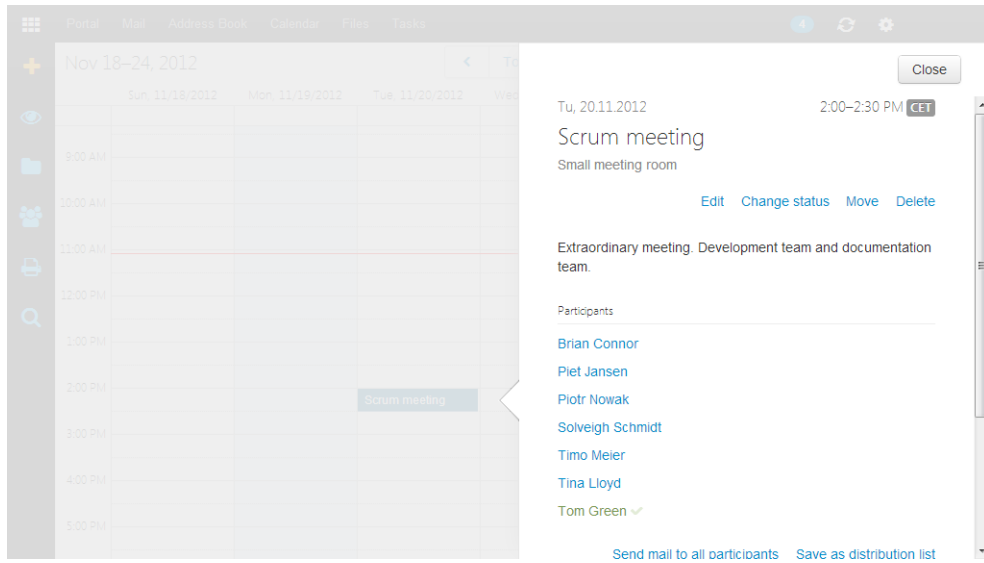 Portal Mail Address Book Calendar Files Tasks 4
Nov 18–24, 2012
Close
Sun, 11/18/2012 Mon, 11/19/2012 Tue, 11/20/2012
Tu, 20.11.2012 2:00–2:30 PM CET
Scrum meeting
Small meeting room
Edit Change status Move Delete
Extraordinary meeting. Development team and documentation
team.
Participants
Brian Connor
Piet Jansen
Piotr Nowak
Solveigh Schmidt
Timo Meier
Tina Lloyd
Tom Green
Send mail to all participants Save as distribution list
9:00 AM
10:00 AM
11:00 AM
12:00 PM
1:00 PM
2:00 PM
Scrum meeting
3:00 PM
4:00 PM
5:00 PM